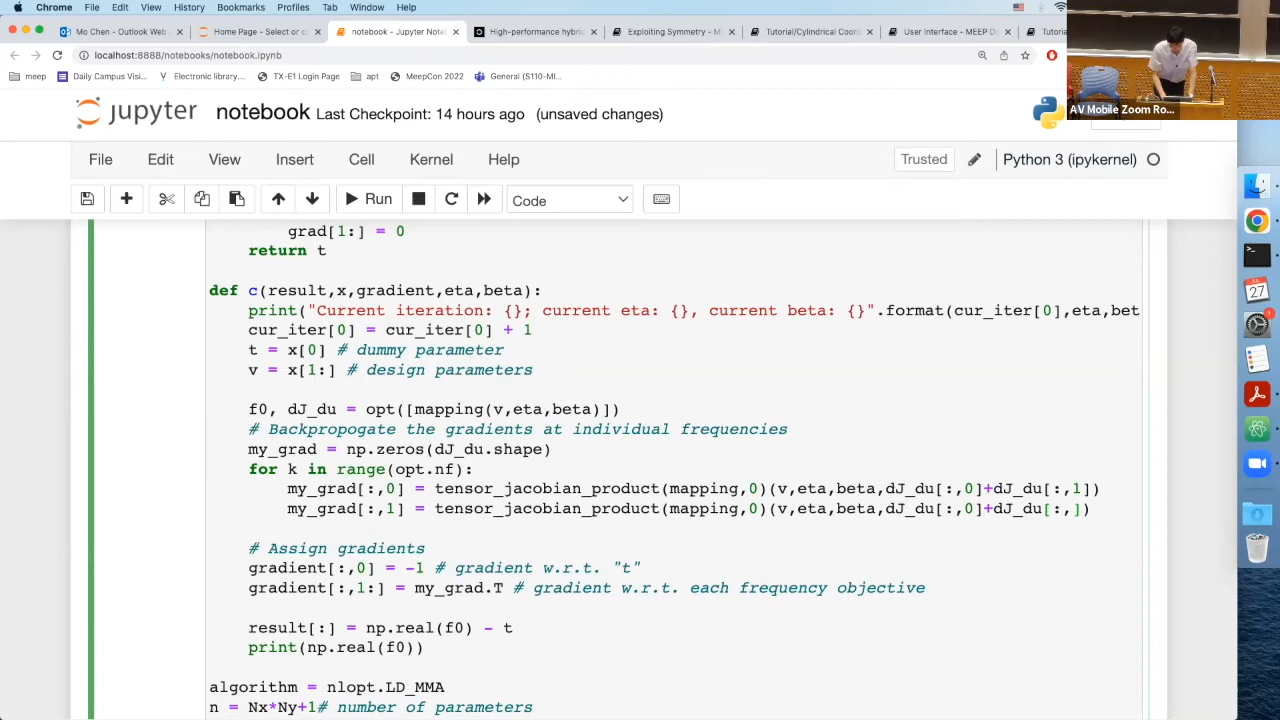 Chrome File Edit View History Bookmarks Profiles Tab Window Help
Mo Chen - Outlook Web Home Page - Select or c notebook - Jupyter Note High-performance hybrid Exploiting Symmetry - ME Tutorial/Cylindrical Coor User Interface - MEEP Do Tutoria
localhost:8888/notebooks/notebook.ipynb
meep Daily Campus Visi... Electronic library... TX-E1 Login Page MeepCon 2022 General (S110-MI...
AV Mobile Zoom Ro...
jupyter notebook (unsaved changes)
File Edit View Insert Cell Kernel Help Trusted Python 3 (ipykernel)
Run Code
grad[1:] = 0
return t
def c(result,x,gradient,eta,beta):
print("Current iteration: {}; current eta: {}, current beta: {}".format(cur_iter[0],eta,bet
cur_iter[0] = cur_iter[0] + 1
t = x[0] # dummy parameter
v = x[1:] # design parameters
f0, dJ_du = opt([mapping(v,eta,beta)])
# Backpropogate the gradients at individual frequencies
my_grad = np.zeros(dJ_du.shape)
for k in range(opt.nf):
my_grad[:,0] = tensor_jacobian_product(mapping,0)(v,eta,beta,dJ_du[:,0]+dJ_du[:,1])
my_grad[:,1] = tensor_jacobian_product(mapping,0)(v,eta,beta,dJ_du[:,0]+dJ_du[:,])
# Assign gradients
gradient[:,0] = -1 # gradient w.r.t. "t"
gradient[:,1:] = my_grad.T # gradient w.r.t. each frequency objective
result[:] = np.real(f0) - t
print(np.real(f0))
algorithm = nlopt.LD_MMA
= Nx*Ny+1 # number of parameters
27
1